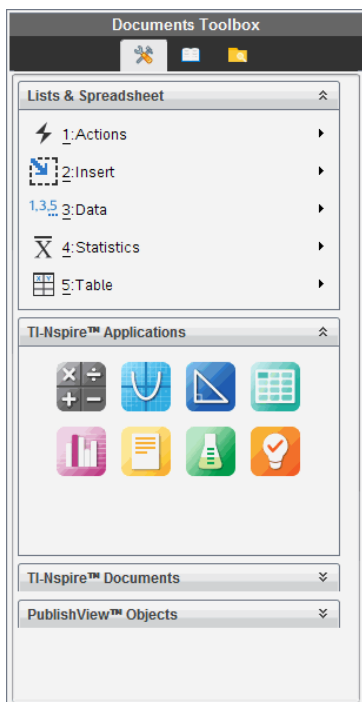 Documents Toolbox
Lists & Spreadsheet
1:Actions
2:Insert
1,3,5 3:Data
X 4:Statistics
X Y 5:Table
TI-Nspire™ Applications
TI-Nspire™ Documents
PublishView™ Objects